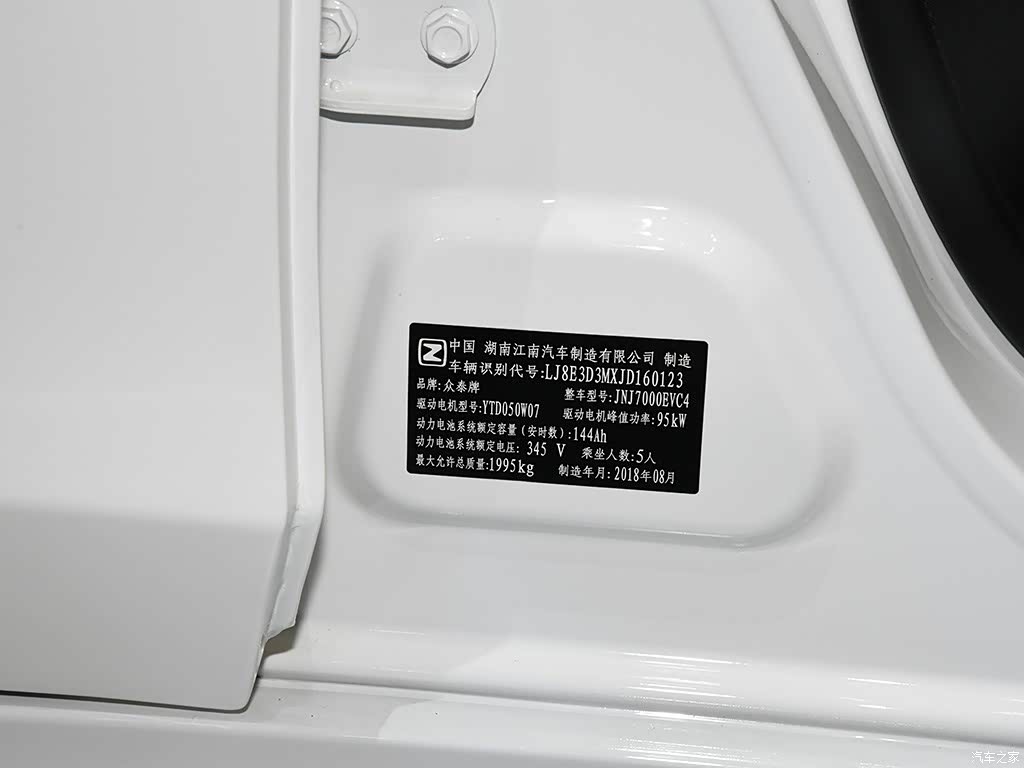 Z 中国 湖南江南汽车制造有限公司 制造
车辆识别代号:LJ8E3D3MXJD160123
品牌:众泰牌 整车型号:JNJ7000EVC4
驱动电机型号:YTD050W07 驱动电机峰值功率:95kW
动力电池系统额定容量(安时数):144Ah
动力电池系统额定电压: 345 V 乘坐人数:5人
最大允许总质量:1995kg 制造年月:2018年08月
汽车之家